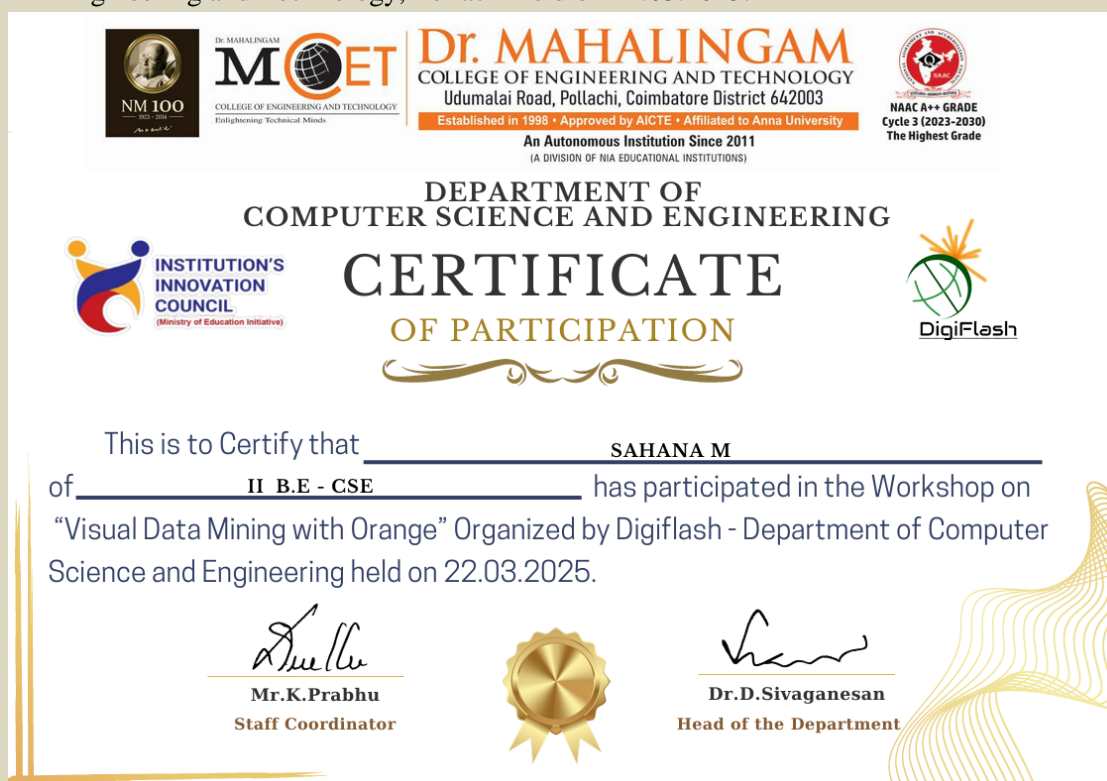 NM 100
1923 - 2014
Dr. MAHALINGAM
MCET
COLLEGE OF ENGINEERING AND TECHNOLOGY
Enlightening Technical Minds
Dr. MAHALINGAM
COLLEGE OF ENGINEERING AND TECHNOLOGY
Udumalai Road, Pollachi, Coimbatore District 642003
Established in 1998 • Approved by AICTE • Affiliated to Anna University
An Autonomous Institution Since 2011
(A DIVISION OF NIA EDUCATIONAL INSTITUTIONS)
NAAC
NAAC A++ GRADE
Cycle 3 (2023-2030)
The Highest Grade
DEPARTMENT OF
COMPUTER SCIENCE AND ENGINEERING
INSTITUTION'S
INNOVATION
COUNCIL
(Ministry of Education Initiative)
CERTIFICATE
OF PARTICIPATION
DigiFlash
This is to Certify that SAHANA M
of II B.E - CSE has participated in the Workshop on
“Visual Data Mining with Orange” Organized by Digiflash - Department of Computer
Science and Engineering held on 22.03.2025.
Mr.K.Prabhu
Staff Coordinator
Dr.D.Sivaganesan
Head of the Department